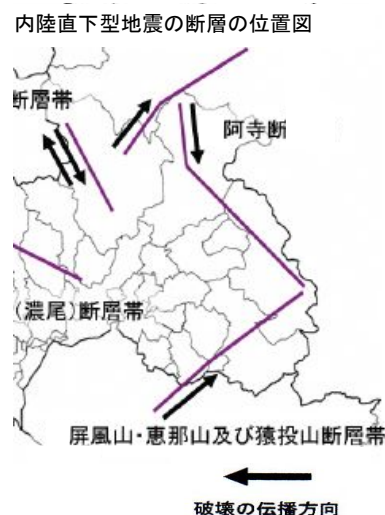 内陸直下型地震の断層の位置図
断層帯
阿寺断
(濃尾)断層帯
屏風山・恵那山及び猿投山断層帯
破壊の伝播方向